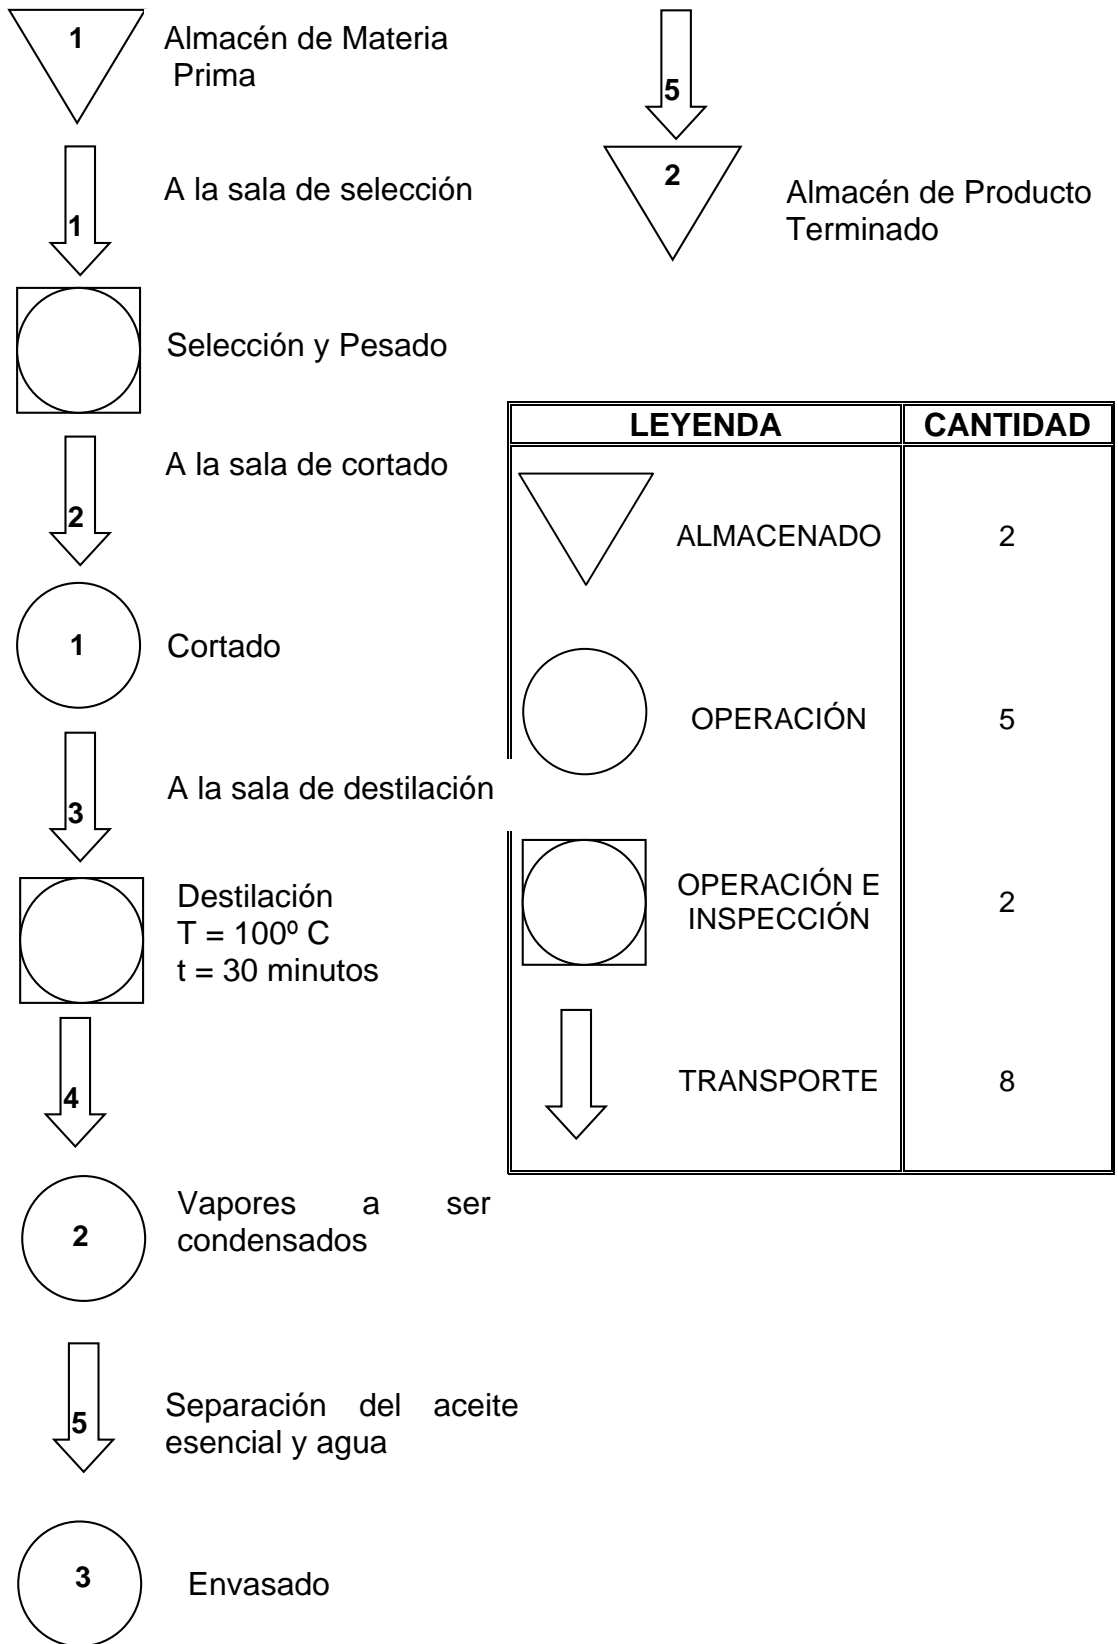 1
Almacén de Materia
Prima
1
A la sala de selección
Selección y Pesado
2
A la sala de cortado
1
Cortado
3
A la sala de destilación
Destilación
T = 100º C
t = 30 minutos
4
2
Vapores a ser
condensados
5
Separación del aceite
esencial y agua
3
Envasado
5
2
Almacén de Producto
Terminado
LEYENDA CANTIDAD
ALMACENADO 2
OPERACIÓN 5
OPERACIÓN E
INSPECCIÓN 2
TRANSPORTE 8